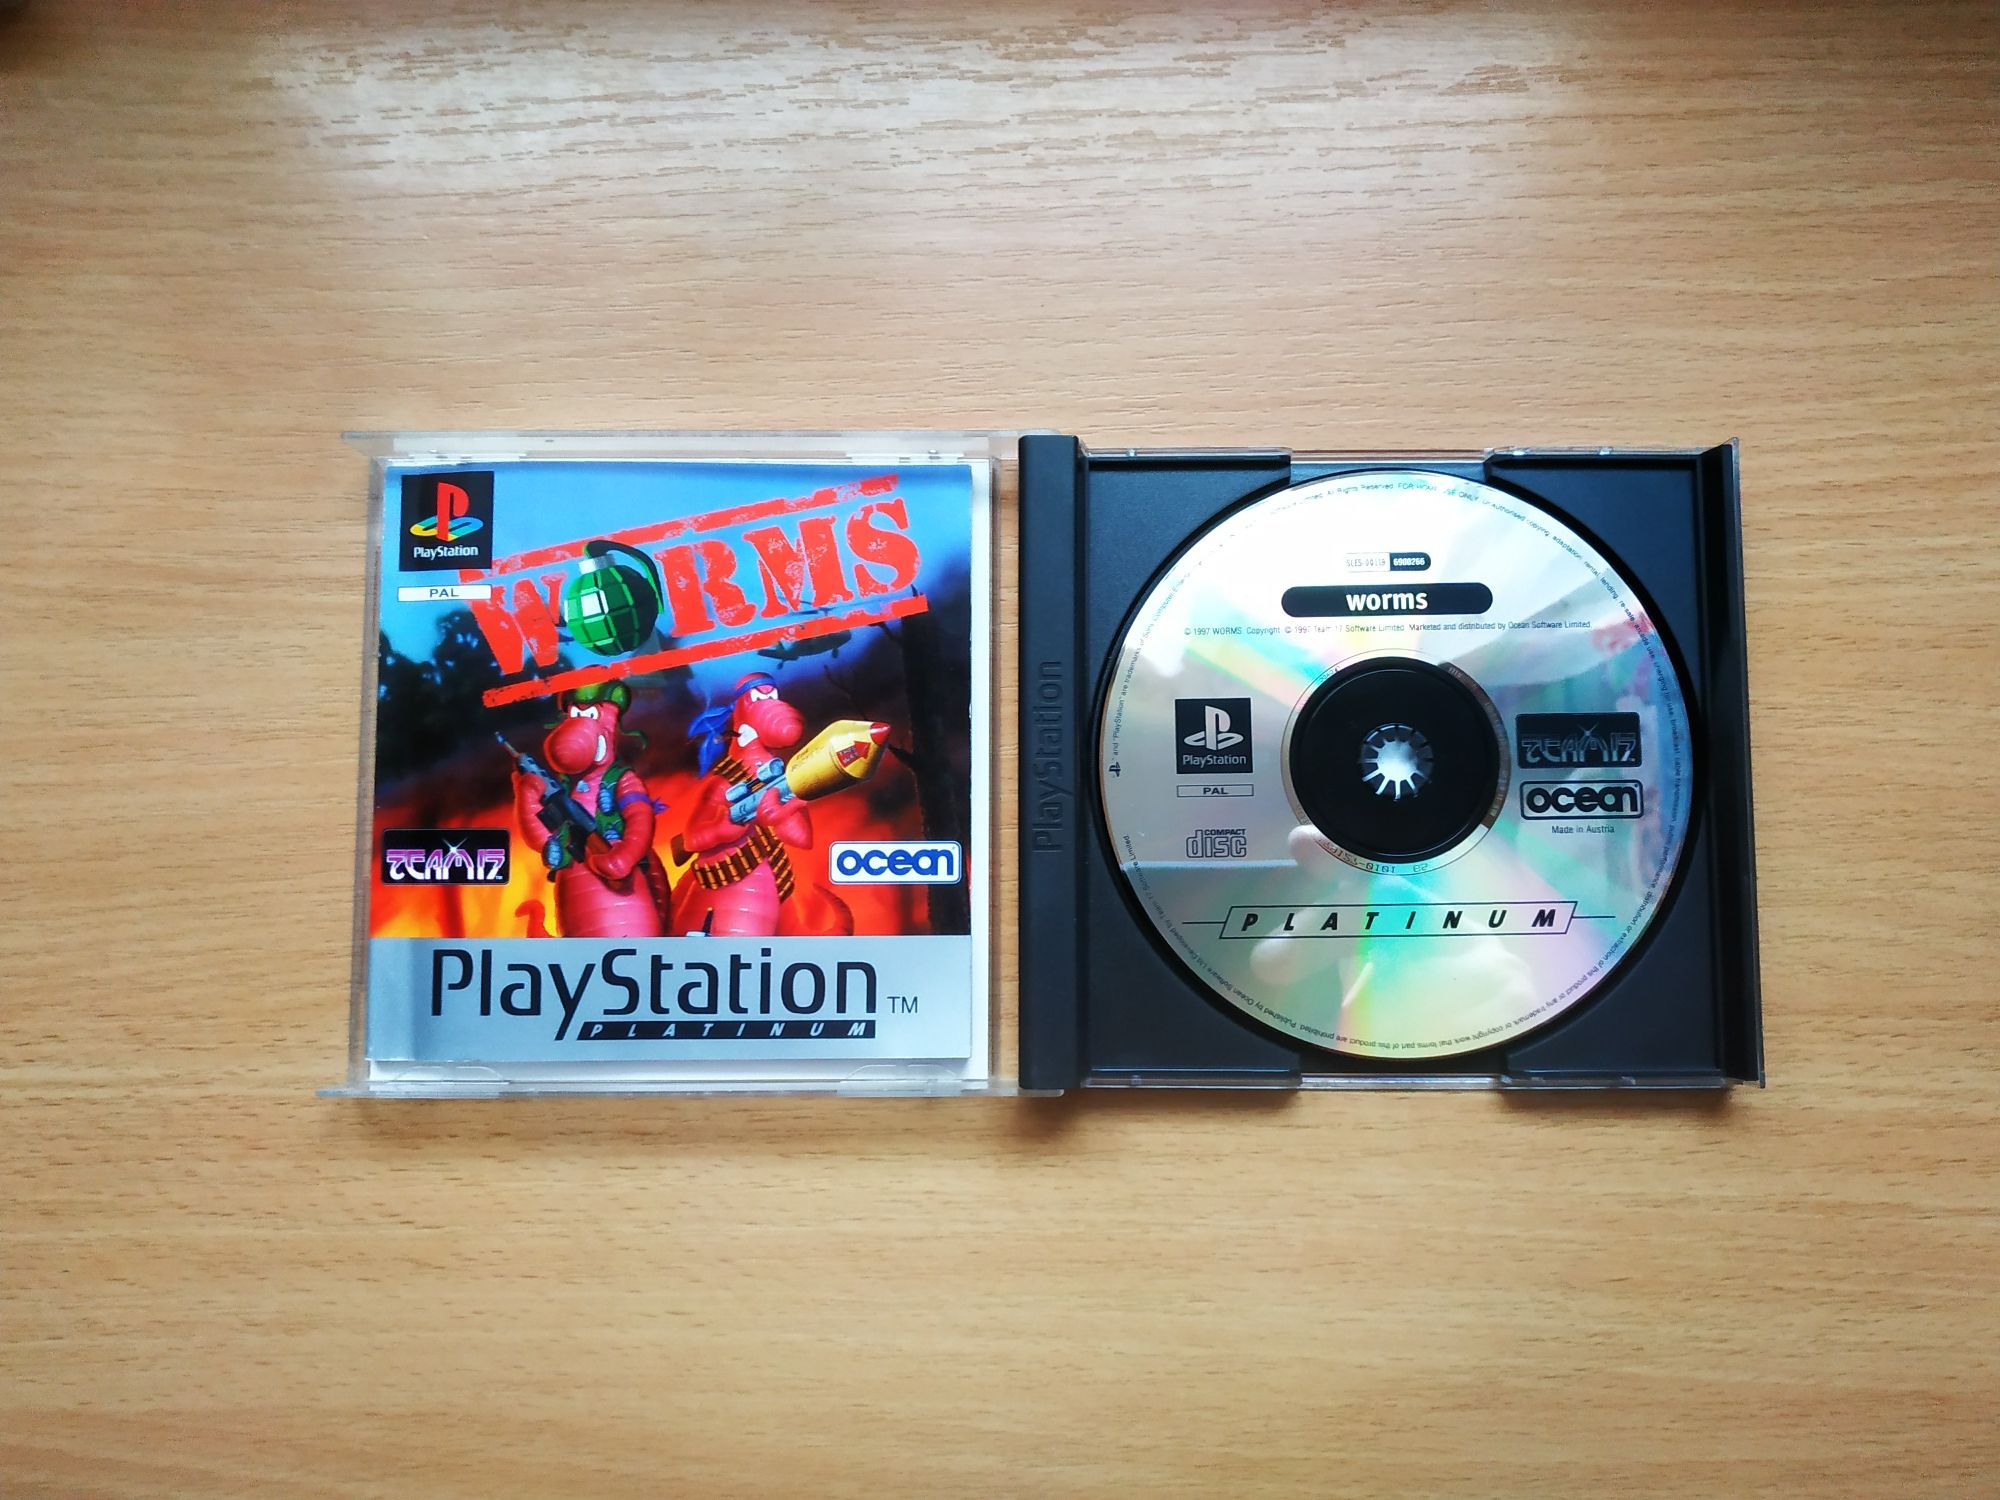 PlayStation
PAL
WORMS
TEAM17
ocean
PlayStation™
PLATINUM
PlayStation
SLES-00119 6900266
worms
© 1997 WORMS. Copyright © 1997 Team 17 Software Limited. Marketed and distributed by Ocean Software Limited.
PlayStation
PAL
COMPACT
disc
TEAM17
ocean
Made in Austria
PLATINUM